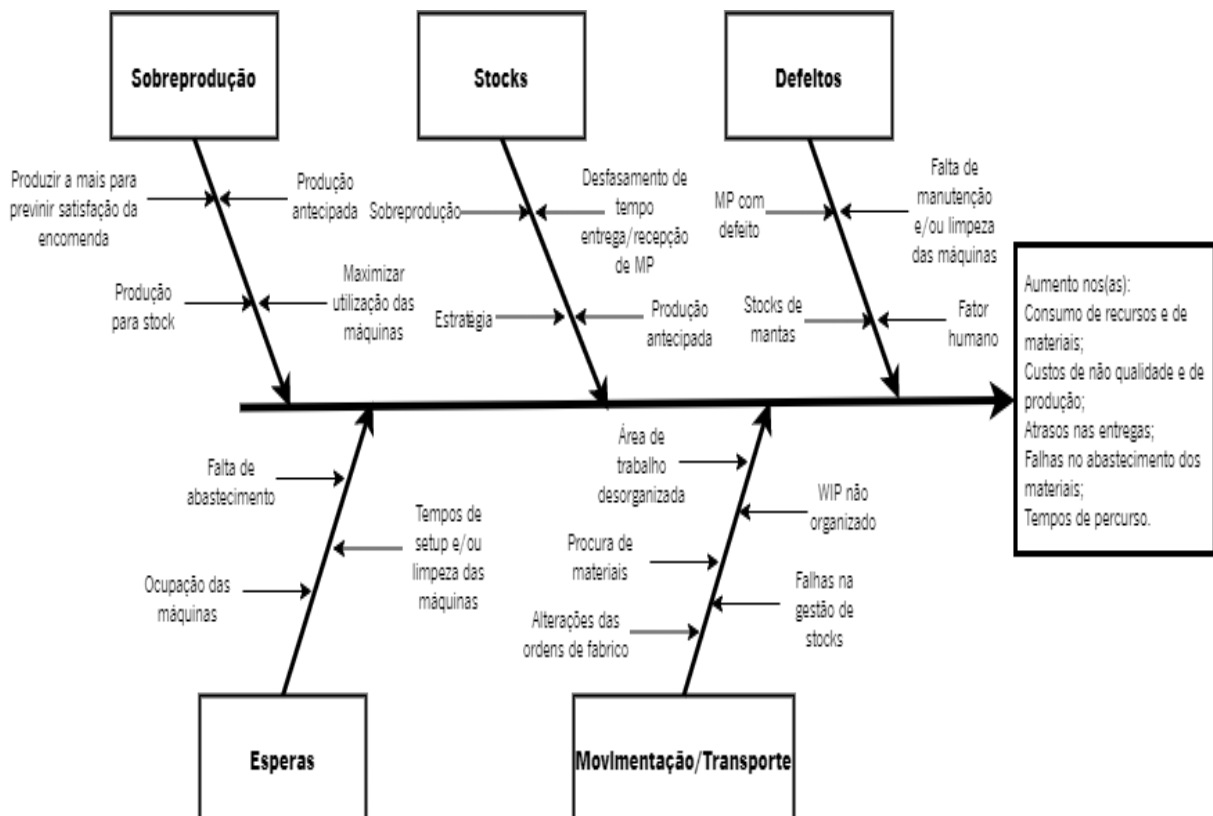 Sobreprodução
Stocks
Defeitos
Produzir a mais para
previnir satisfação da
encomenda
Produção
antecipada
Produção
para stock
Maximizar
utilização das
máquinas
Sobreprodução
Desfasamento de
tempo
entrega/recepção
de MP
Estratégia
Produção
antecipada
MP com
defeito
Falta de
manutenção
e/ou limpeza
das máquinas
Stocks de
mantas
Fator
humano
Aumento nos(as):
Consumo de recursos e de
materiais;
Custos de não qualidade e de
produção;
Atrasos nas entregas;
Falhas no abastecimento dos
materiais;
Tempos de percurso.
Falta de
abastecimento
Tempos de
setup e/ou
limpeza das
máquinas
Ocupação das
máquinas
Área de
trabalho
desorganizada
WIP não
organizado
Procura de
materiais
Falhas na
gestão de
stocks
Alterações das
ordens de fabrico
Esperas
Movimentação/Transporte